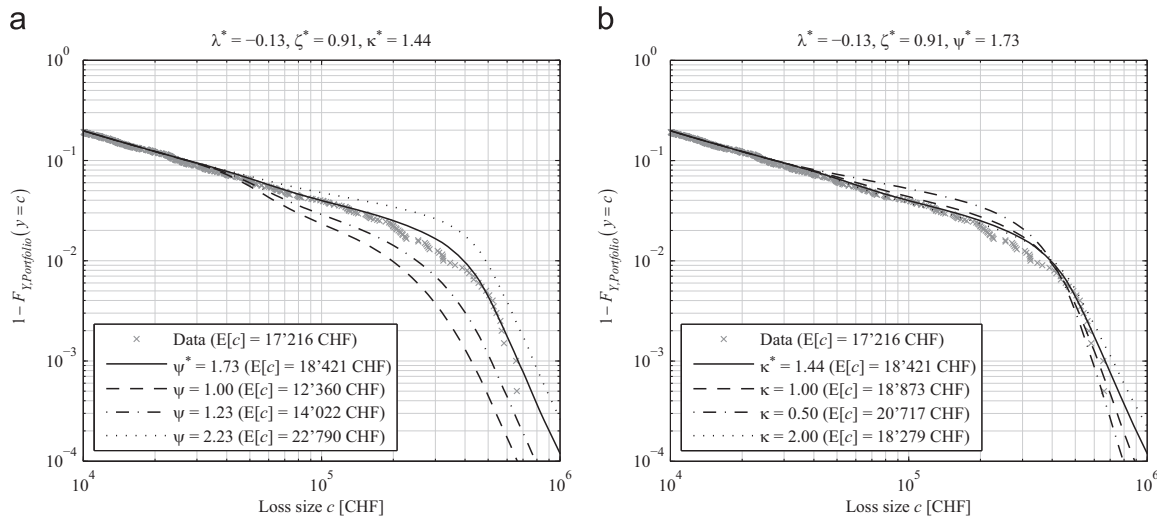 a
λ* = −0.13, ζ* = 0.91, κ* = 1.44
10^0
10^-1
10^-2
10^-3
10^-4
1 − F_Y,Portfolio (y = c)
Data (E[c] = 17'216 CHF)
ψ* = 1.73 (E[c] = 18'421 CHF)
ψ = 1.00 (E[c] = 12'360 CHF)
ψ = 1.23 (E[c] = 14'022 CHF)
ψ = 2.23 (E[c] = 22'790 CHF)
10^4 10^5 10^6
Loss size c [CHF]
b
λ* = −0.13, ζ* = 0.91, ψ* = 1.73
10^0
10^-1
10^-2
10^-3
10^-4
1 − F_Y,Portfolio (y = c)
Data (E[c] = 17'216 CHF)
κ* = 1.44 (E[c] = 18'421 CHF)
κ = 1.00 (E[c] = 18'873 CHF)
κ = 0.50 (E[c] = 20'717 CHF)
κ = 2.00 (E[c] = 18'279 CHF)
10^4 10^5 10^6
Loss size c [CHF]